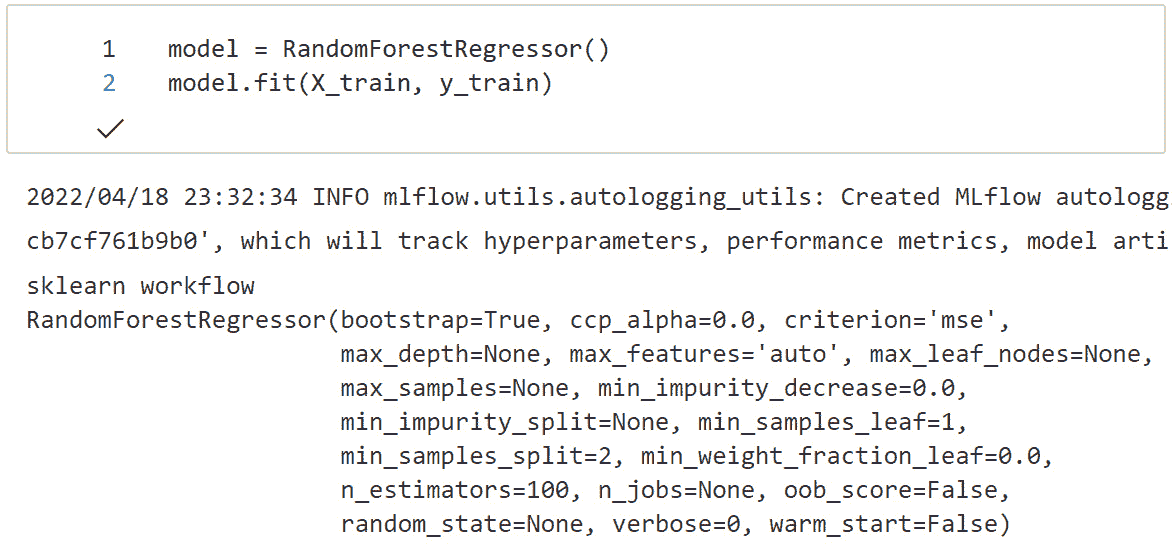 1 model = RandomForestRegressor()
2 model.fit(X_train, y_train)
2022/04/18 23:32:34 INFO mlflow.utils.autologging_utils: Created MLflow autologg
cb7cf761b9b0', which will track hyperparameters, performance metrics, model arti
sklearn workflow
RandomForestRegressor(bootstrap=True, ccp_alpha=0.0, criterion='mse',
max_depth=None, max_features='auto', max_leaf_nodes=None,
max_samples=None, min_impurity_decrease=0.0,
min_impurity_split=None, min_samples_leaf=1,
min_samples_split=2, min_weight_fraction_leaf=0.0,
n_estimators=100, n_jobs=None, oob_score=False,
random_state=None, verbose=0, warm_start=False)